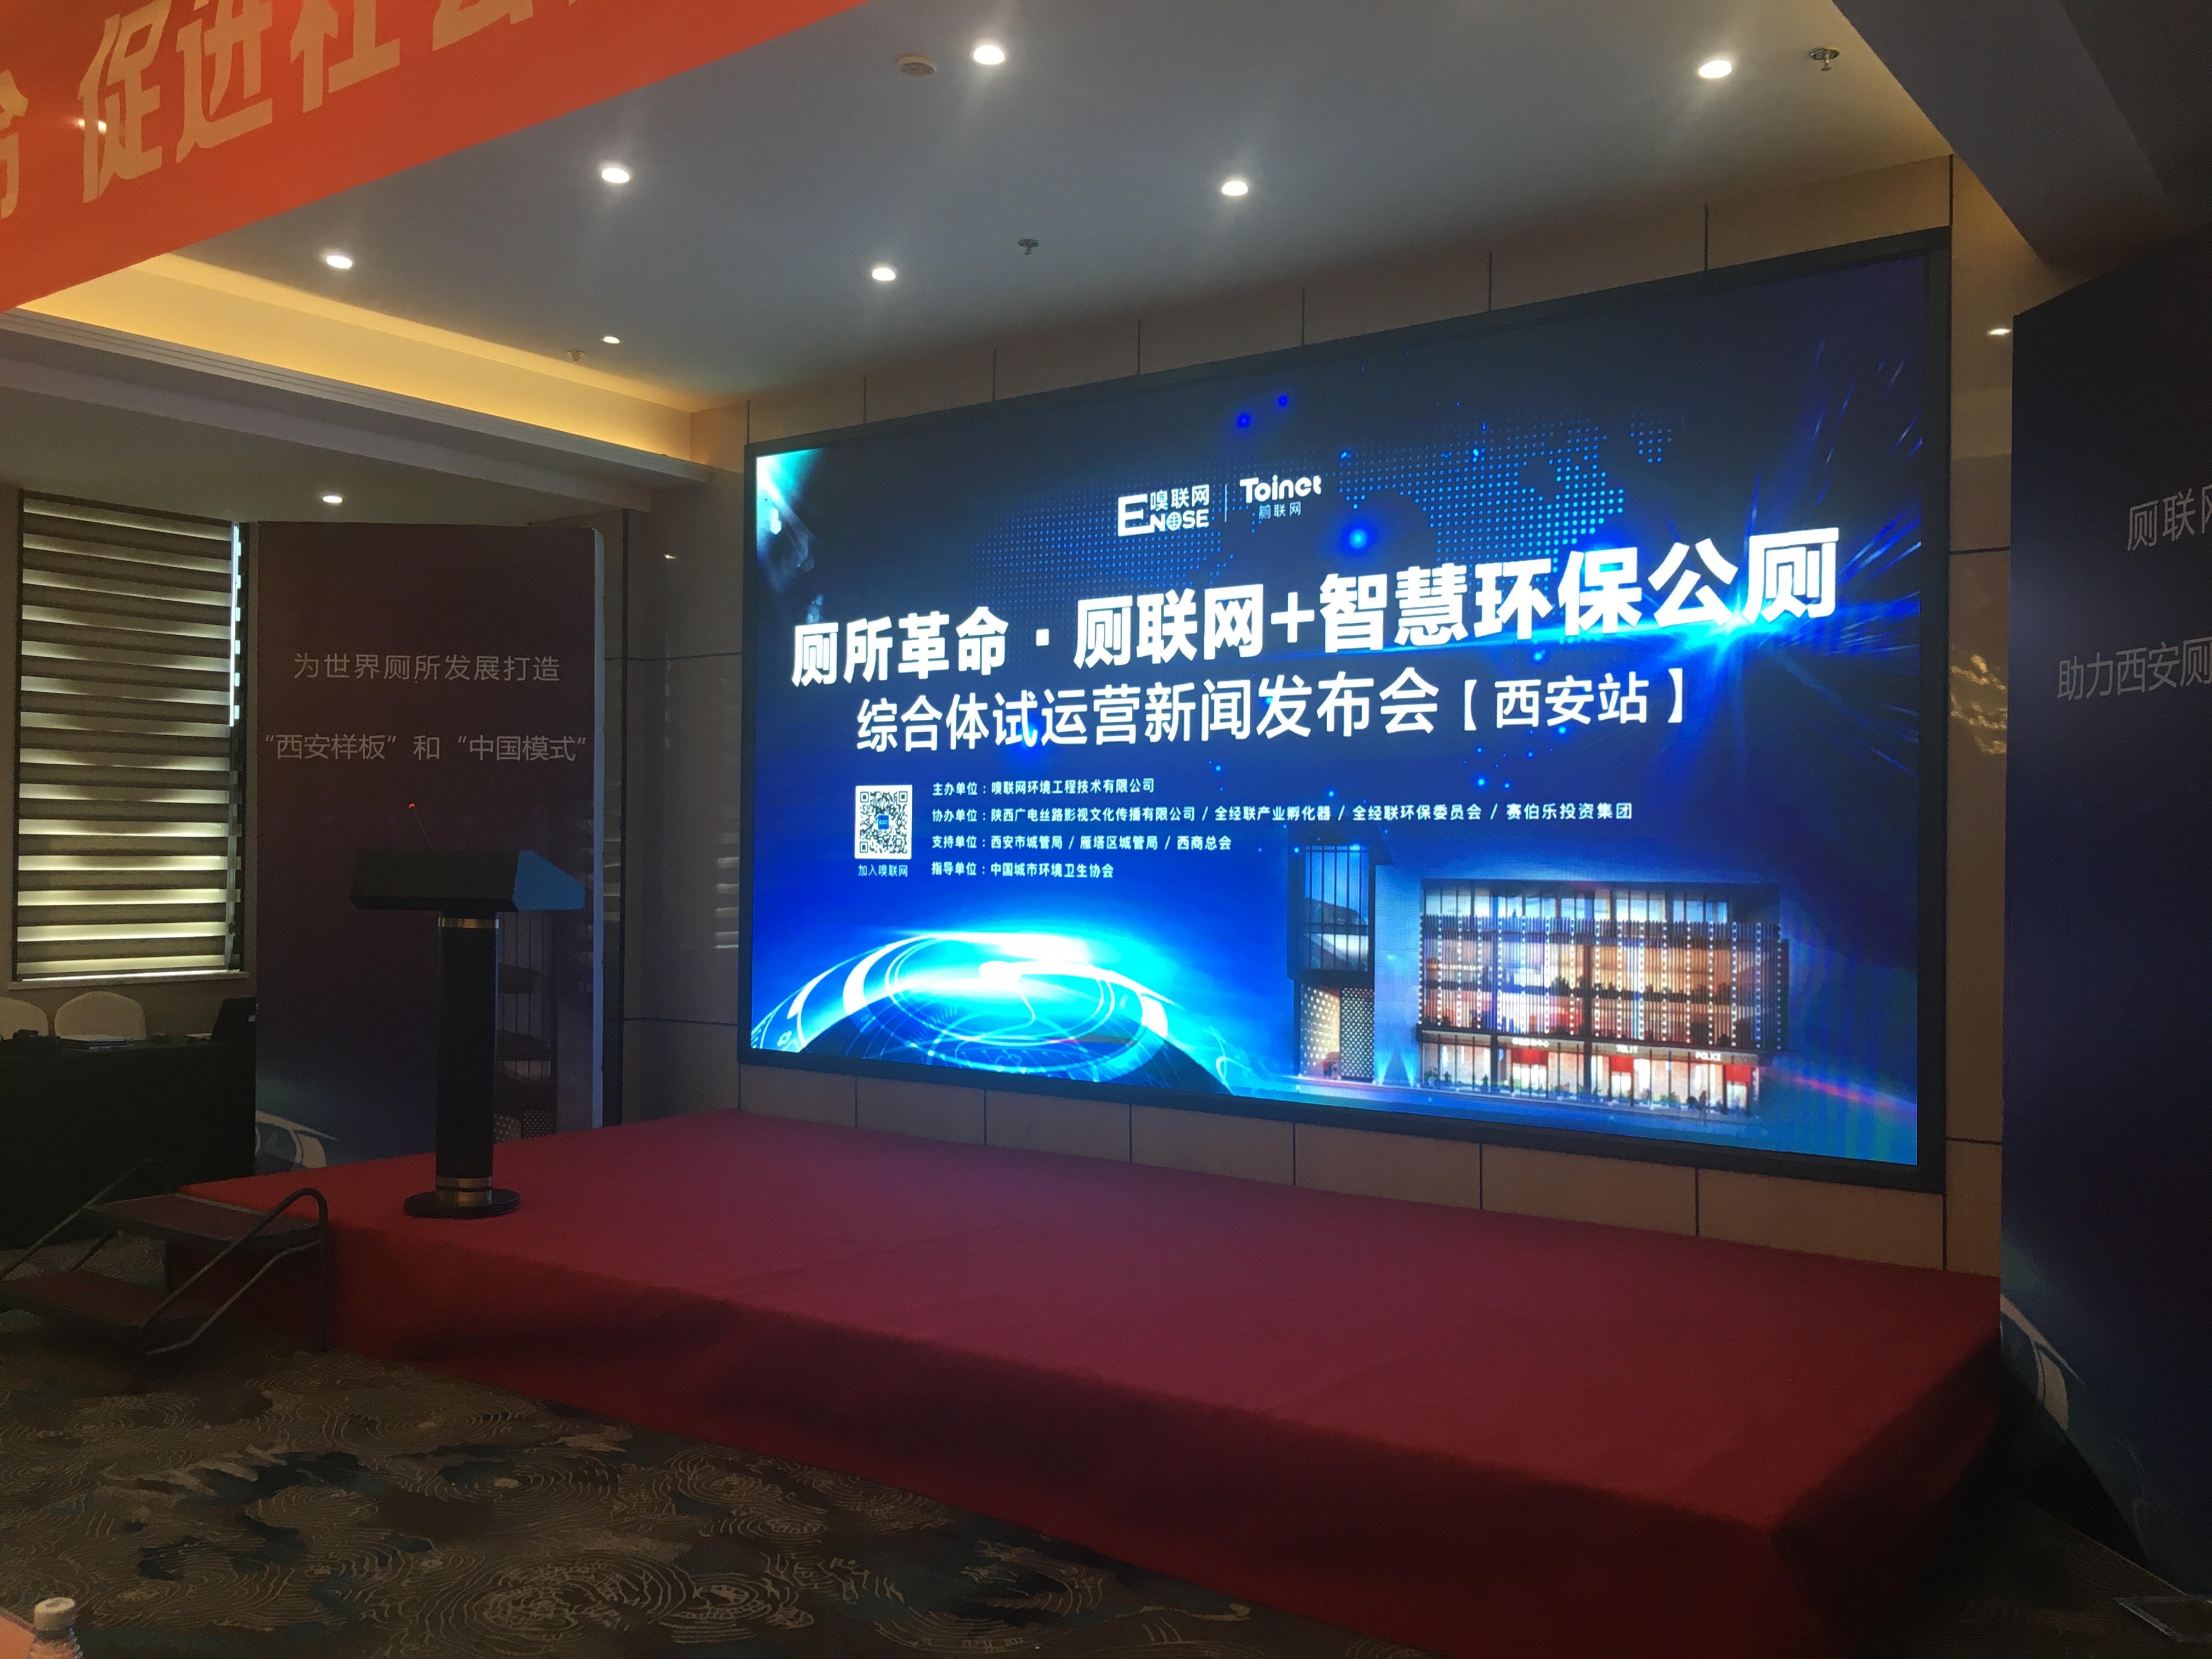 促进社会
为世界厕所发展打造
“西安样板”和“中国模式”
嗅联网
ENOSE
Toinet
厕联网
厕所革命·厕联网+智慧环保公厕
综合体试运营新闻发布会【西安站】
主办单位：嗅联网环境工程技术有限公司
协办单位：陕西广电丝路影视文化传播有限公司 / 全经联产业孵化器 / 全经联环保委员会 / 赛伯乐投资集团
支持单位：西安市城管局 / 雁塔区城管局 / 西商总会
指导单位：中国城市环境卫生协会
加入嗅联网
POLICE
厕联网
助力西安厕